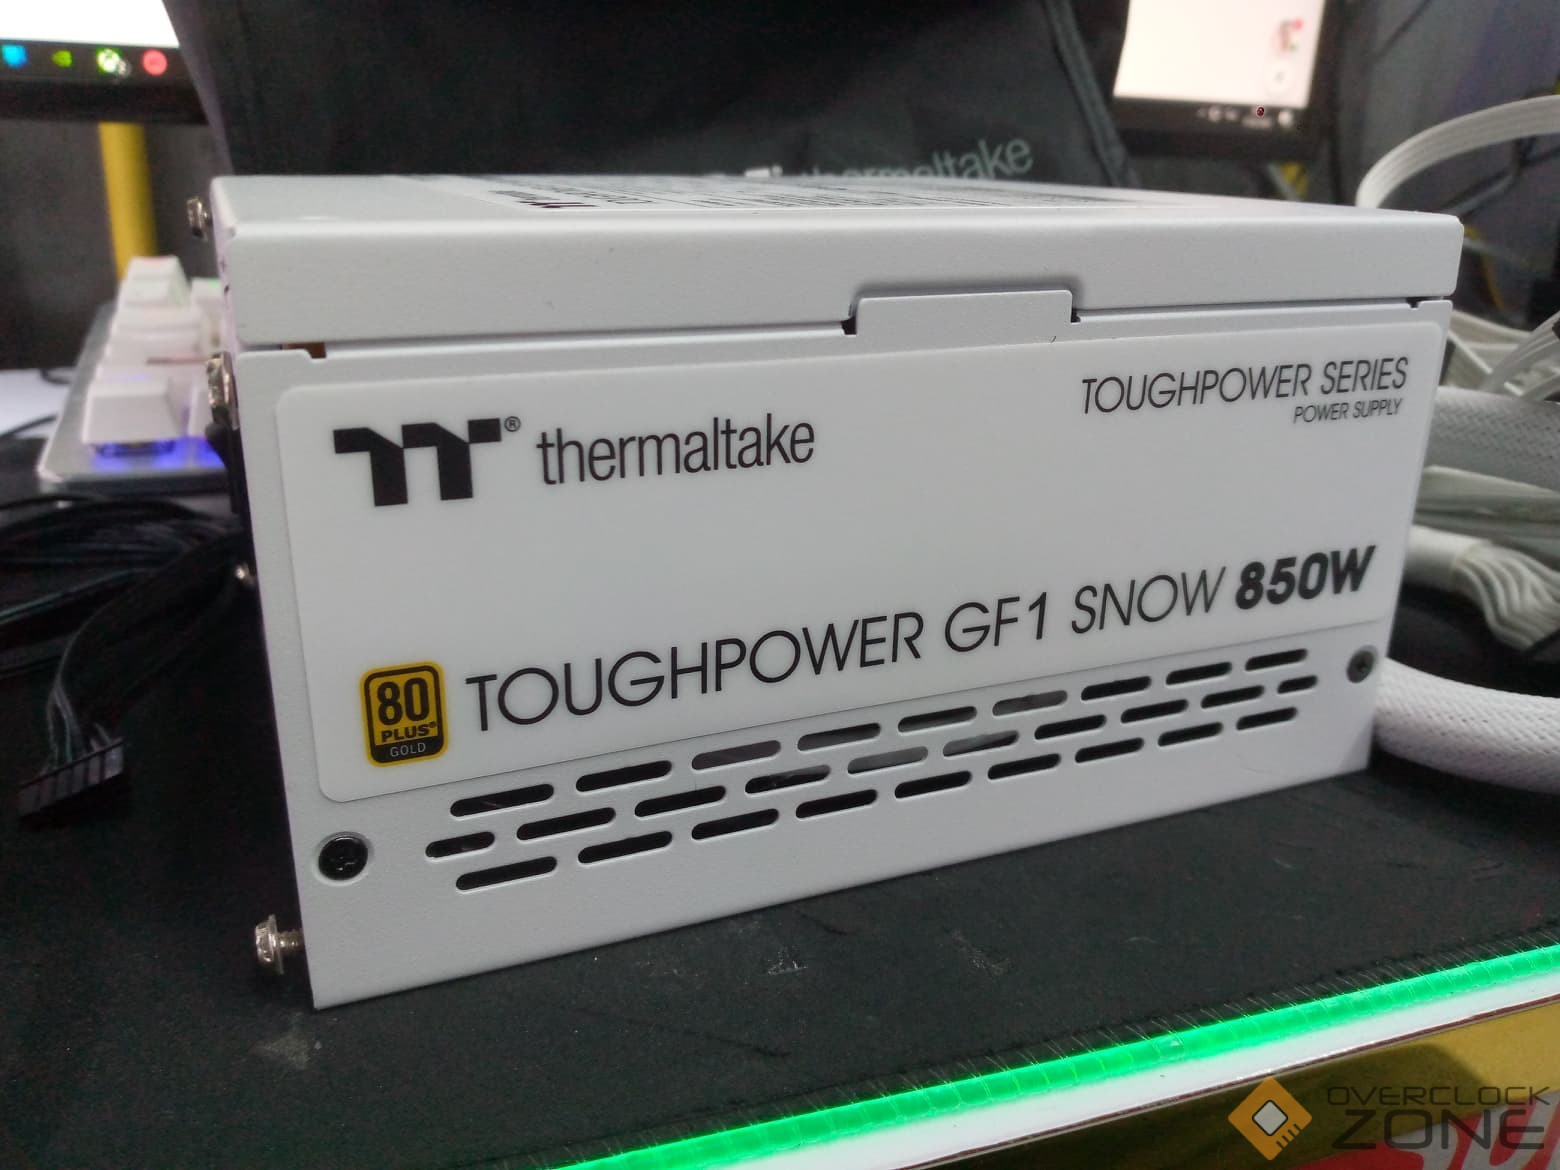 thermaltake
® thermaltake
TOUGHPOWER SERIES
POWER SUPPLY
TOUGHPOWER GF1 SNOW 850W
80
PLUS®
GOLD
OVERCLOCK
ZONE